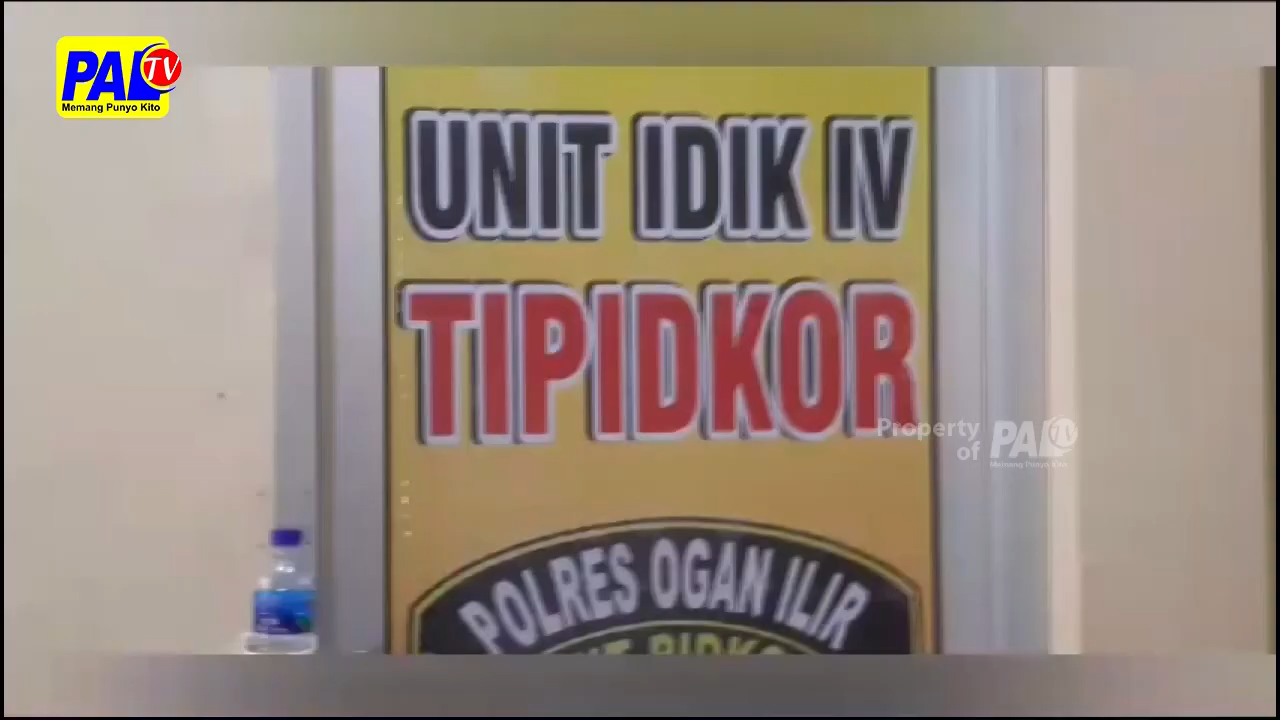 PAL TV
Memang Punyo Kito
UNIT IDIK IV
TIPIDKOR
Property
of PAL TV
Memang Punyo Kito
POLRES OGAN ILIR